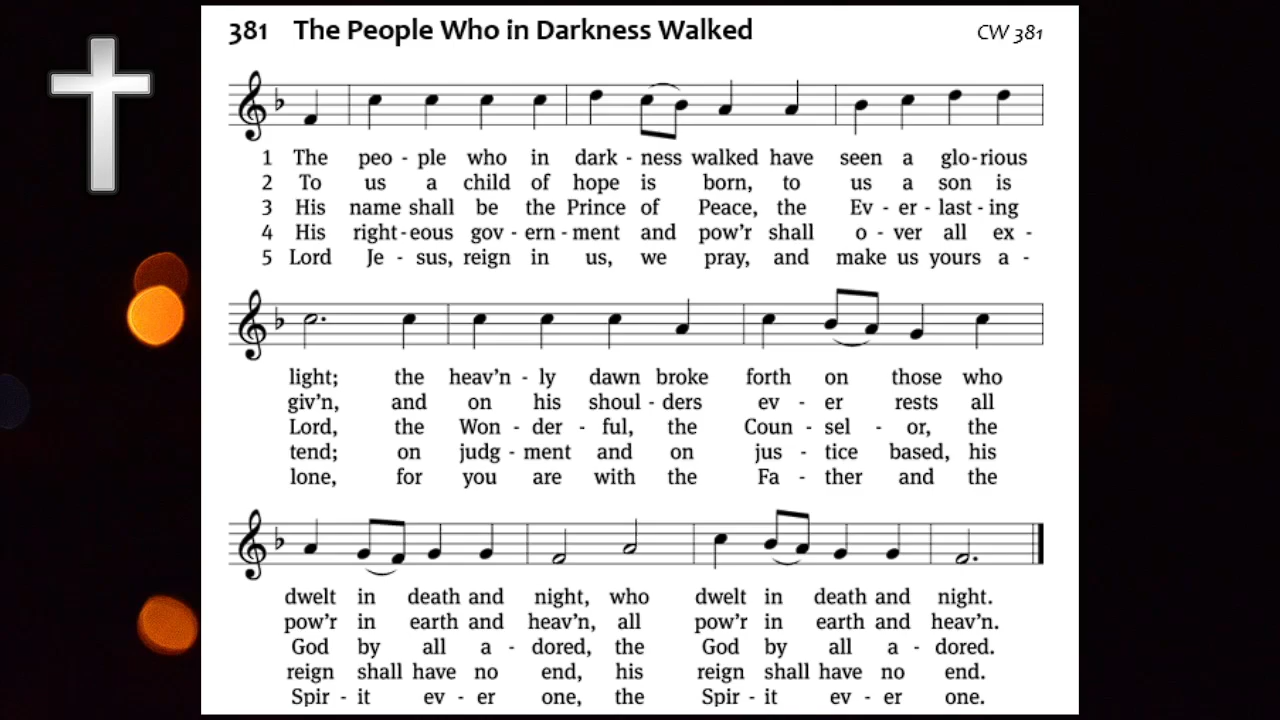 381 The People Who in Darkness Walked CW 381
1 The peo - ple who in dark - ness walked have seen a glo - rious
2 To us a child of hope is born, to us a son is
3 His name shall be the Prince of Peace, the Ev - er - last - ing
4 His right - eous gov - ern - ment and pow'r shall o - ver all ex -
5 Lord Je - sus, reign in us, we pray, and make us yours a -
light; the heav'n - ly dawn broke forth on those who
giv'n, and on his shoul - ders ev - er rests all
Lord, the Won - der - ful, the Coun - sel - or, the
tend; on judg - ment and on jus - tice based, his
lone, for you are with the Fa - ther and the
dwelt in death and night, who dwelt in death and night.
pow'r in earth and heav'n, all pow'r in earth and heav'n.
God by all a - dored, the God by all a - dored.
reign shall have no end, his reign shall have no end.
Spir - it ev - er one, the Spir - it ev - er one.